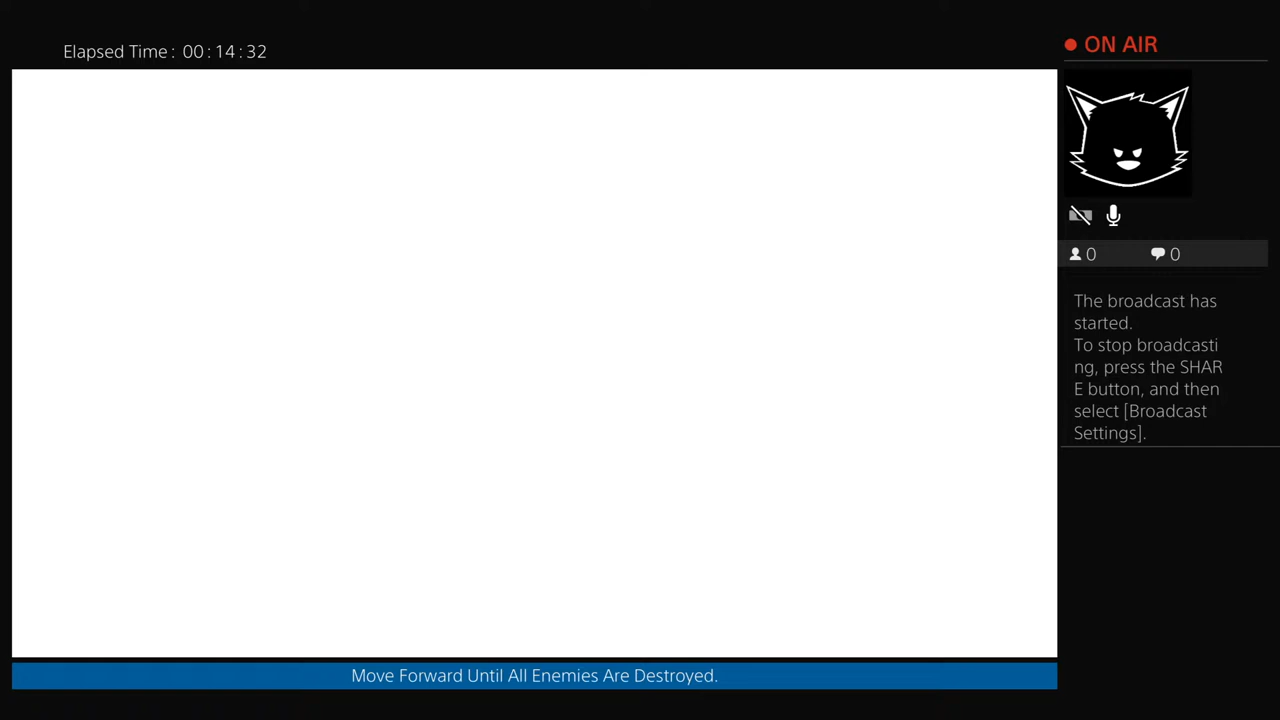 Elapsed Time : 00 : 14 : 32
ON AIR
0
0
The broadcast has
started.
To stop broadcasti
ng, press the SHAR
E button, and then
select [Broadcast
Settings].
Move Forward Until All Enemies Are Destroyed.